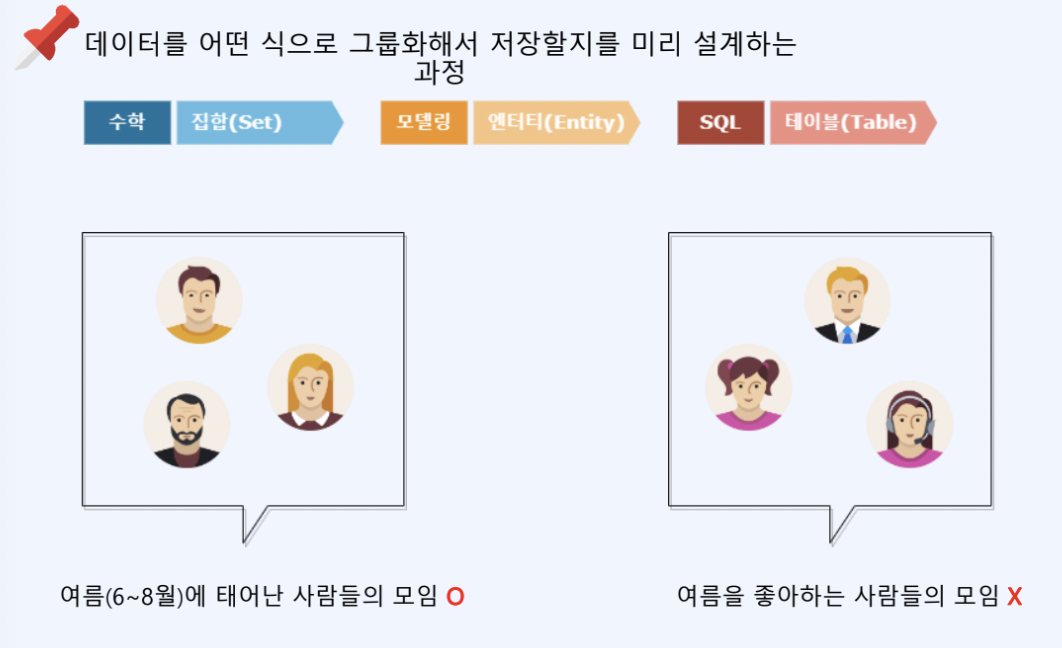 데이터를 어떤 식으로 그룹화해서 저장할지를 미리 설계하는
과정
수학 집합(Set) 모델링 엔터티(Entity) SQL 테이블(Table)
여름(6~8월)에 태어난 사람들의 모임 O
여름을 좋아하는 사람들의 모임 X